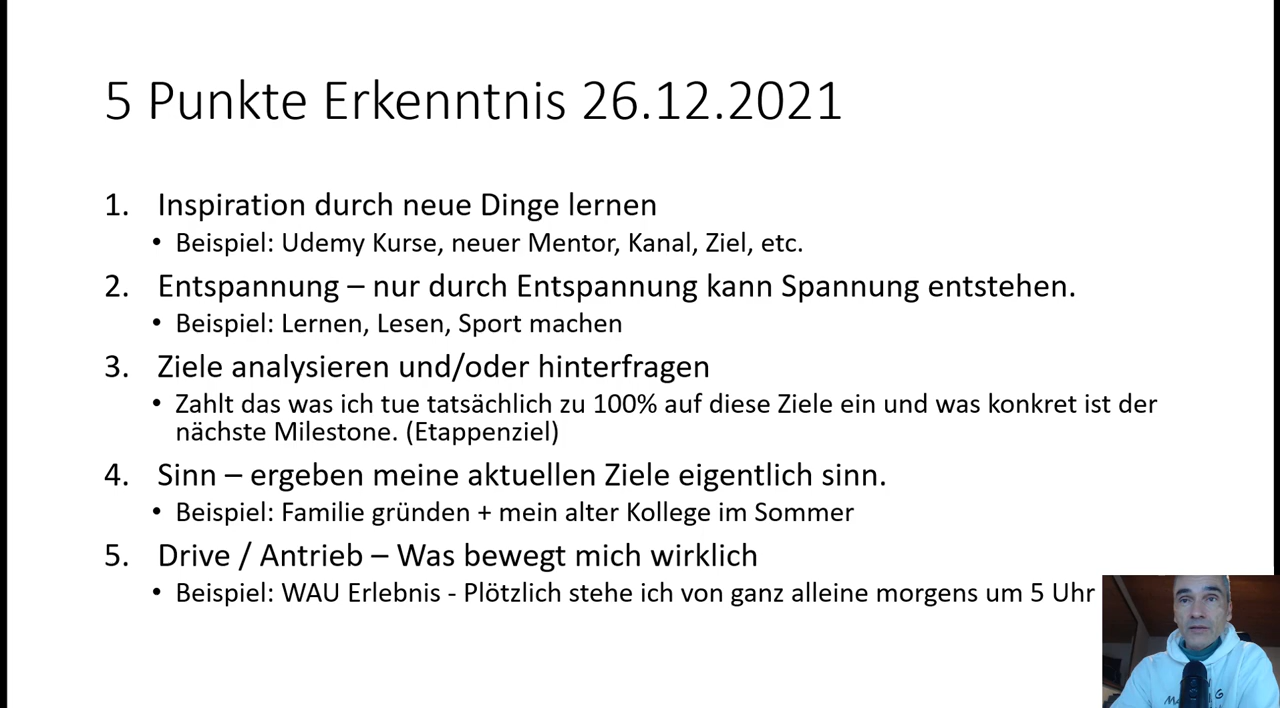 5 Punkte Erkenntnis 26.12.2021
1. Inspiration durch neue Dinge lernen
• Beispiel: Udemy Kurse, neuer Mentor, Kanal, Ziel, etc.
2. Entspannung – nur durch Entspannung kann Spannung entstehen.
• Beispiel: Lernen, Lesen, Sport machen
3. Ziele analysieren und/oder hinterfragen
• Zahlt das was ich tue tatsächlich zu 100% auf diese Ziele ein und was konkret ist der
nächste Milestone. (Etappenziel)
4. Sinn – ergeben meine aktuellen Ziele eigentlich sinn.
• Beispiel: Familie gründen + mein alter Kollege im Sommer
5. Drive / Antrieb – Was bewegt mich wirklich
• Beispiel: WAU Erlebnis - Plötzlich stehe ich von ganz alleine morgens um 5 Uhr